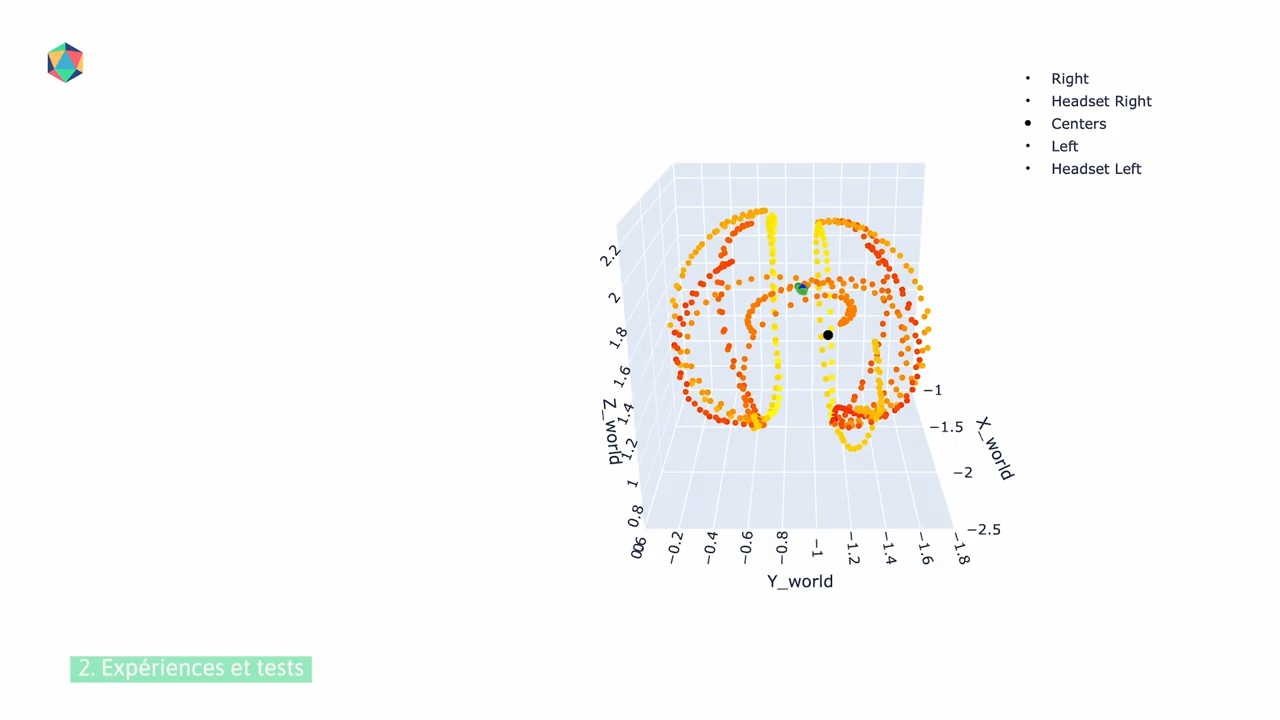 Right
Headset Right
Centers
Left
Headset Left
2.2
2
1.8
1.6
1.4
1.2
1
0.8
Z_world
−1
−1.5
−2
−2.5
X_world
−0.2
−0.4
−0.6
−0.8
−1
−1.2
−1.4
−1.6
−1.8
Y_world
2. Expériences et tests